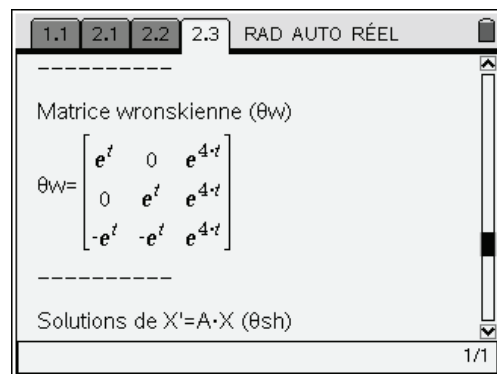 1.1 2.1 2.2 2.3 RAD AUTO RÉEL
----------
Matrice wronskienne (θw)
θw=[e^t 0 e^(4·t)
0 e^t e^(4·t)
-e^t -e^t e^(4·t)]
----------
Solutions de X'=A·X (θsh)
1/1